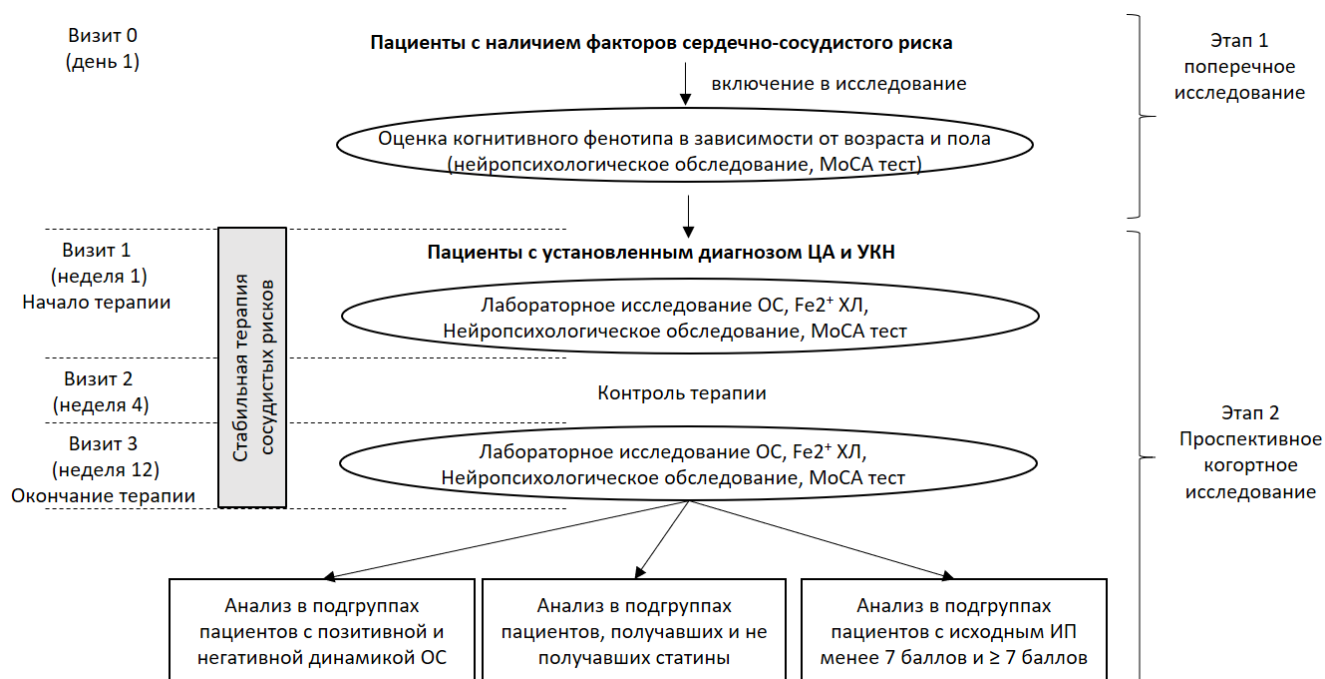 Визит 0
(день 1)
Пациенты с наличием факторов сердечно-сосудистого риска
включение в исследование
Оценка когнитивного фенотипа в зависимости от возраста и пола
(нейропсихологическое обследование, МоСА тест)
Этап 1
поперечное
исследование
Визит 1
(неделя 1)
Начало терапии
Стабильная терапия
сосудистых рисков
Пациенты с установленным диагнозом ЦА и УКН
Лабораторное исследование ОС, Fe2⁺ ХЛ,
Нейропсихологическое обследование, МоСА тест
Визит 2
(неделя 4)
Контроль терапии
Визит 3
(неделя 12)
Окончание терапии
Лабораторное исследование ОС, Fe2⁺ ХЛ,
Нейропсихологическое обследование, МоСА тест
Этап 2
Проспективное
когортное
исследование
Анализ в подгруппах
пациентов с позитивной и
негативной динамикой ОС
Анализ в подгруппах
пациентов, получавших и не
получавших статины
Анализ в подгруппах
пациентов с исходным ИП
менее 7 баллов и ≥ 7 баллов